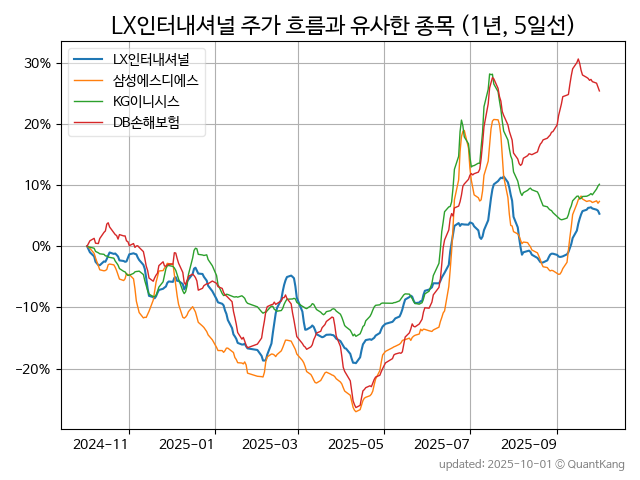 LX인터내셔널 주가 흐름과 유사한 종목 (1년, 5일선)
LX인터내셔널
삼성에스디에스
KG이니시스
DB손해보험
30%
20%
10%
0%
−10%
−20%
2024-11 2025-01 2025-03 2025-05 2025-07 2025-09
updated: 2025-10-01 © QuantKang